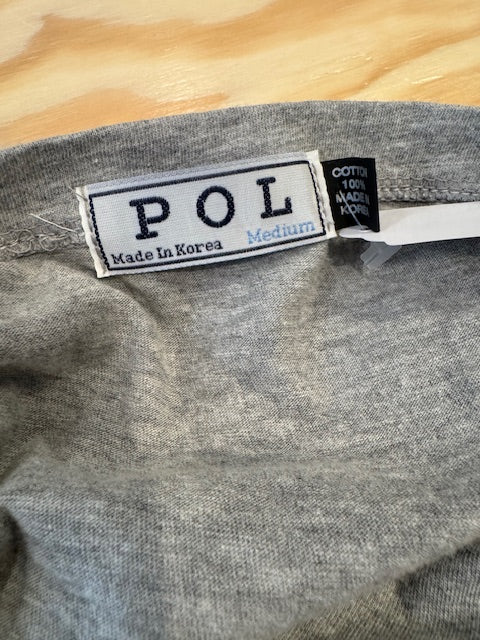 POL
Made In Korea
Medium
COTTON
100%
MADE IN
KOREA